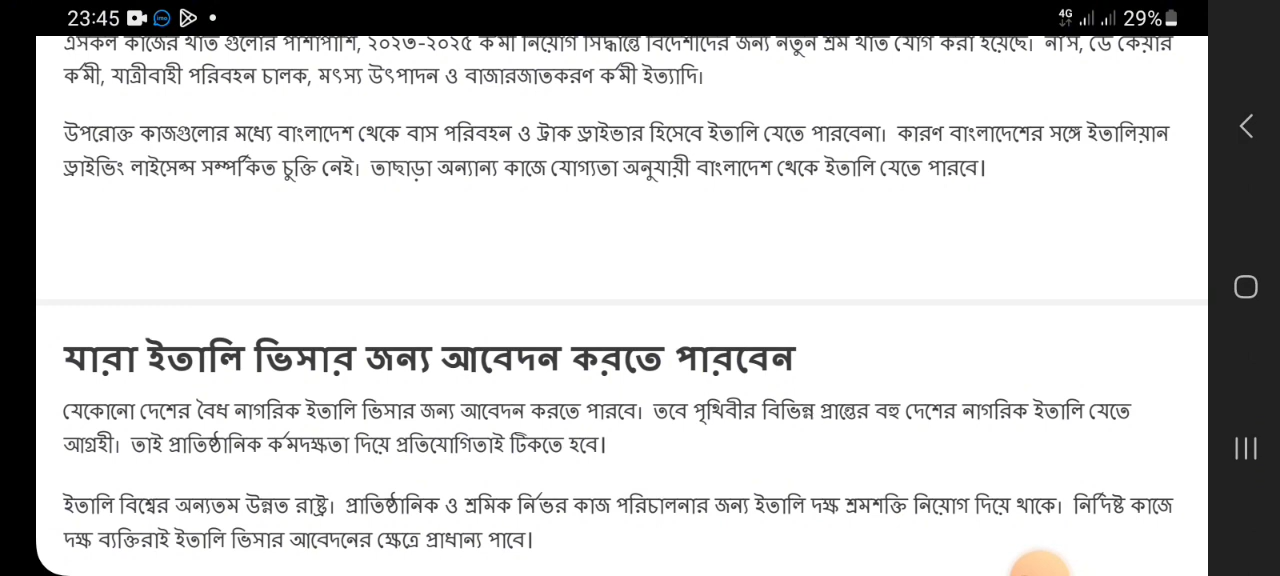 23:45
4G 29%
এসকল কাজের খাত গুলোর পাশাপাশি, ২০২৩-২০২৫ কর্মী নিয়োগ সিদ্ধান্তে বিদেশীদের জন্য নতুন শ্রম খাত যোগ করা হয়েছে। নার্স, ডে কেয়ার
কর্মী, যাত্রীবাহী পরিবহন চালক, মৎস্য উৎপাদন ও বাজারজাতকরণ কর্মী ইত্যাদি।
উপরোক্ত কাজগুলোর মধ্যে বাংলাদেশ থেকে বাস পরিবহন ও ট্রাক ড্রাইভার হিসেবে ইতালি যেতে পারবেনা। কারণ বাংলাদেশের সঙ্গে ইতালিয়ান
ড্রাইভিং লাইসেন্স সম্পর্কিত চুক্তি নেই। তাছাড়া অন্যান্য কাজে যোগ্যতা অনুযায়ী বাংলাদেশ থেকে ইতালি যেতে পারবে।
যারা ইতালি ভিসার জন্য আবেদন করতে পারবেন
যেকোনো দেশের বৈধ নাগরিক ইতালি ভিসার জন্য আবেদন করতে পারবে। তবে পৃথিবীর বিভিন্ন প্রান্তের বহু দেশের নাগরিক ইতালি যেতে
আগ্রহী। তাই প্রাতিষ্ঠানিক কর্মদক্ষতা দিয়ে প্রতিযোগিতাই টিকতে হবে।
ইতালি বিশ্বের অন্যতম উন্নত রাষ্ট্র। প্রাতিষ্ঠানিক ও শ্রমিক নির্ভর কাজ পরিচালনার জন্য ইতালি দক্ষ শ্রমশক্তি নিয়োগ দিয়ে থাকে। নির্দিষ্ট কাজে
দক্ষ ব্যক্তিরাই ইতালি ভিসার আবেদনের ক্ষেত্রে প্রাধান্য পাবে।